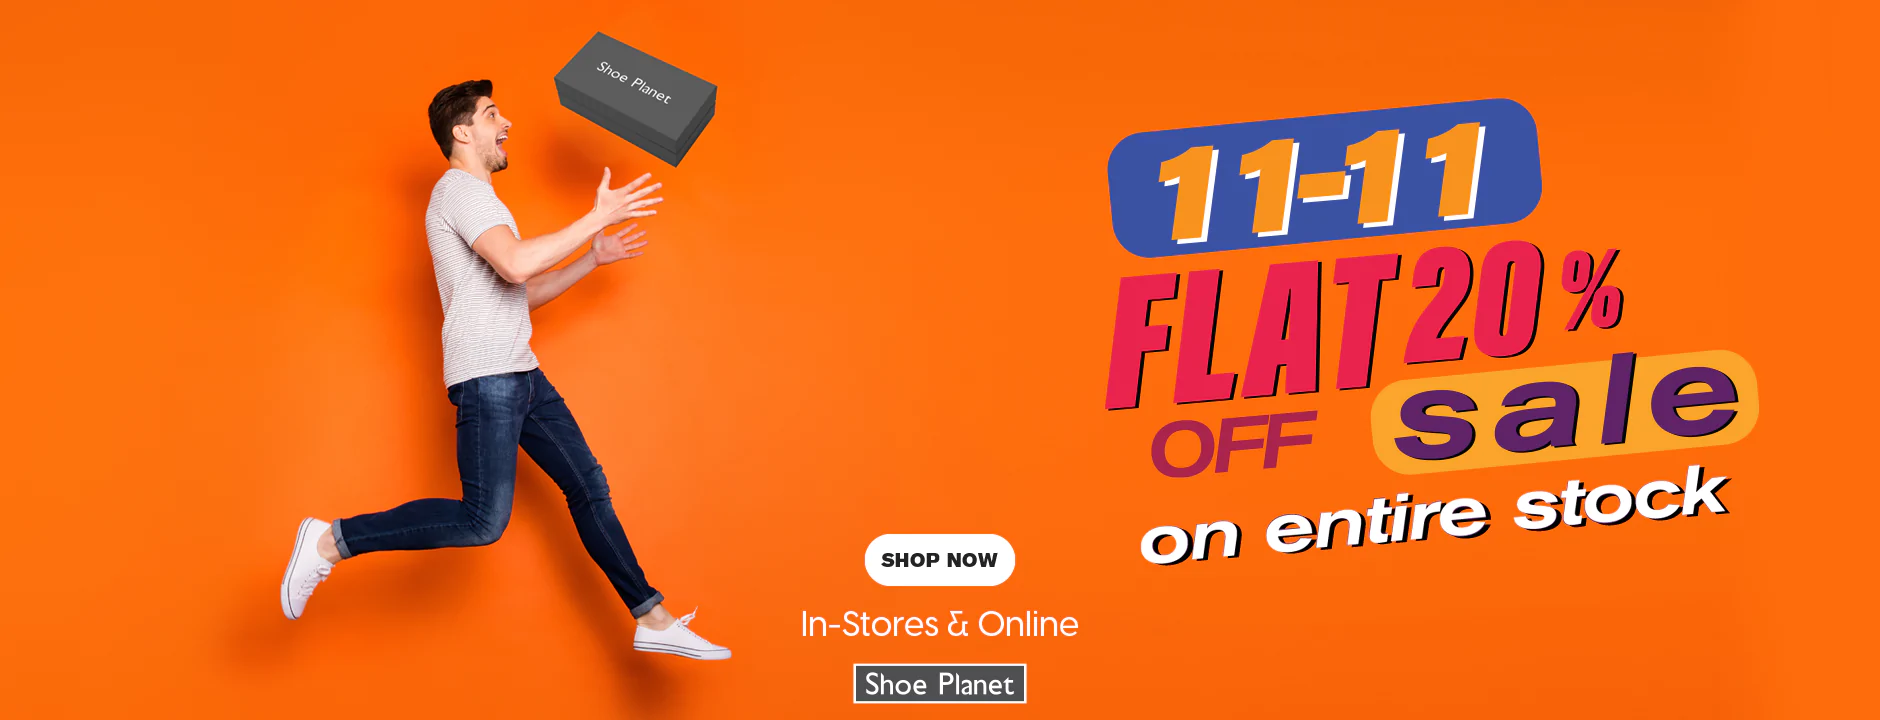 Shoe Planet
11-11
FLAT 20%
OFF sale
on entire stock
SHOP NOW
In-Stores & Online
Shoe Planet